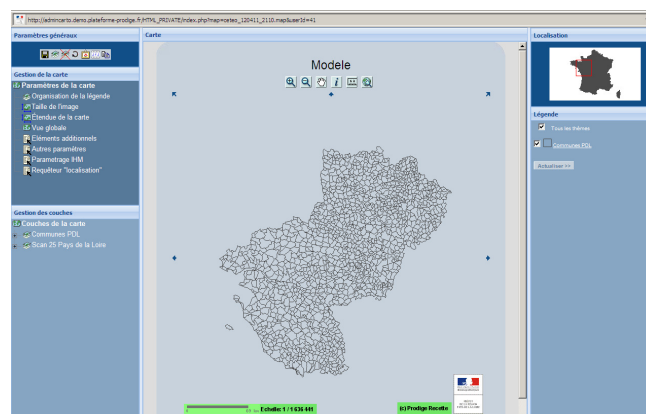 http://admincarto.demo.plateforme-prodige.fr/HTML_PRIVATE/index.php?map=ceteo_120411_2110.map&userId=41
Paramètres généraux
Carte
Localisation
Modele
Gestion de la carte
Paramètres de la carte
Organisation de la légende
Taille de l'image
Étendue de la carte
Vue globale
Eléments additionnels
Autres paramètres
Parametrage IHM
Requêteur "localisation"
Légende
Tous les thèmes
Communes PDL
Actualiser >>
Gestion des couches
Couches de la carte
Communes PDL
Scan 25 Pays de la Loire
Echelle: 1 / 1 636 441
(c) Prodige Recette